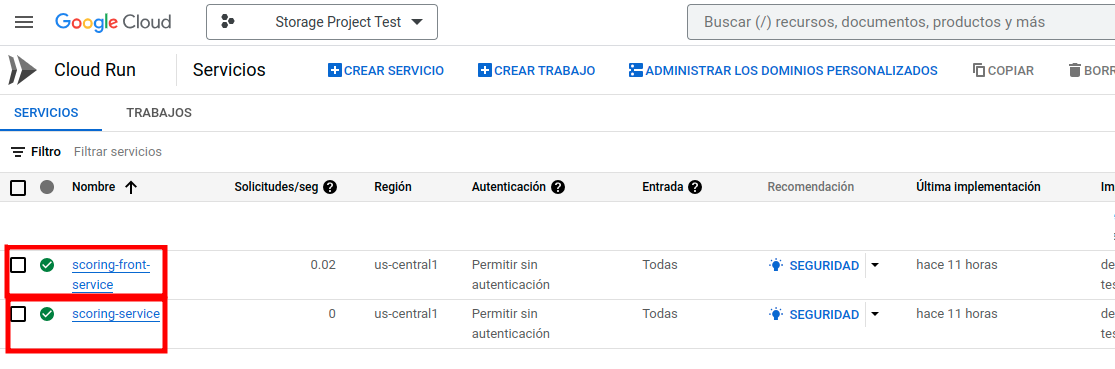 Google Cloud
Storage Project Test
Buscar (/) recursos, documentos, productos y más
Cloud Run
Servicios
CREAR SERVICIO
CREAR TRABAJO
ADMINISTRAR LOS DOMINIOS PERSONALIZADOS
COPIAR
BORR
SERVICIOS
TRABAJOS
Filtro
Filtrar servicios
Nombre
Solicitudes/seg
Región
Autenticación
Entrada
Recomendación
Última implementación
Im
scoring-front-
service
0.02
us-central1
Permitir sin
autenticación
Todas
SEGURIDAD
hace 11 horas
de
tes
scoring-service
0
us-central1
Permitir sin
autenticación
Todas
SEGURIDAD
hace 11 horas
de
tes